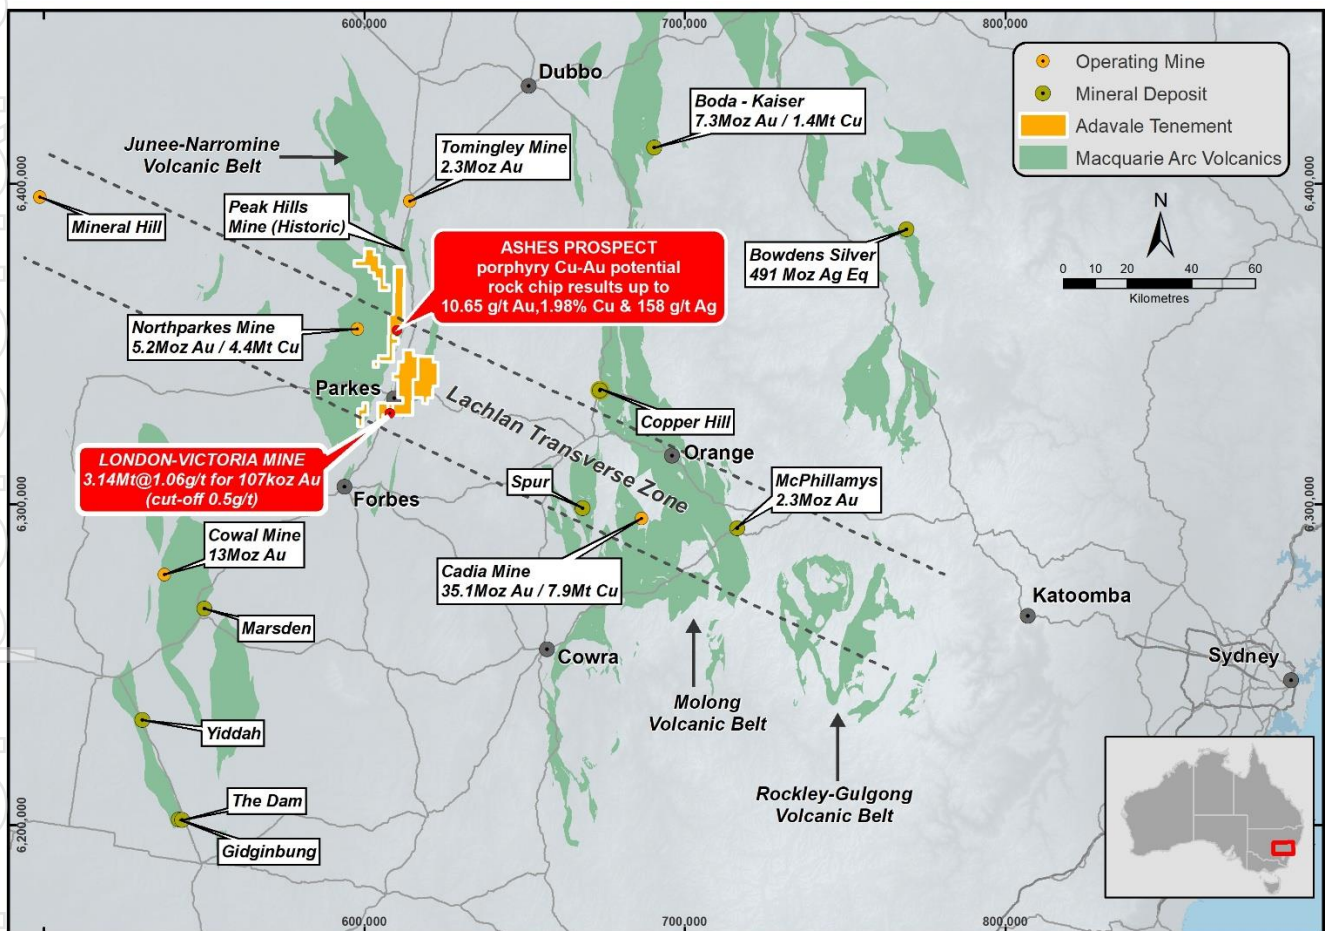 600,000
700,000
800,000
Dubbo
Operating Mine
Mineral Deposit
Adavale Tenement
Macquarie Arc Volcanics
Boda - Kaiser
7.3Moz Au / 1.4Mt Cu
Junee-Narromine
Volcanic Belt
Tomingley Mine
2.3Moz Au
6,400,000
6,400,000
Mineral Hill
Peak Hills
Mine (Historic)
N
ASHES PROSPECT
porphyry Cu-Au potential
rock chip results up to
10.65 g/t Au,1.98% Cu & 158 g/t Ag
Bowdens Silver
491 Moz Ag Eq
0 10 20 40 60
Kilometres
Northparkes Mine
5.2Moz Au / 4.4Mt Cu
Parkes
Lachlan Transverse Zone
Copper Hill
Orange
LONDON-VICTORIA MINE
3.14Mt@1.06g/t for 107koz Au
(cut-off 0.5g/t)
Forbes
Spur
McPhillamys
2.3Moz Au
6,300,000
6,300,000
Cowal Mine
13Moz Au
Cadia Mine
35.1Moz Au / 7.9Mt Cu
Katoomba
Marsden
Cowra
Sydney
Molong
Volcanic Belt
Yiddah
Rockley-Gulgong
Volcanic Belt
The Dam
Gidginbung
6,200,000
6,200,000
600,000
700,000
800,000